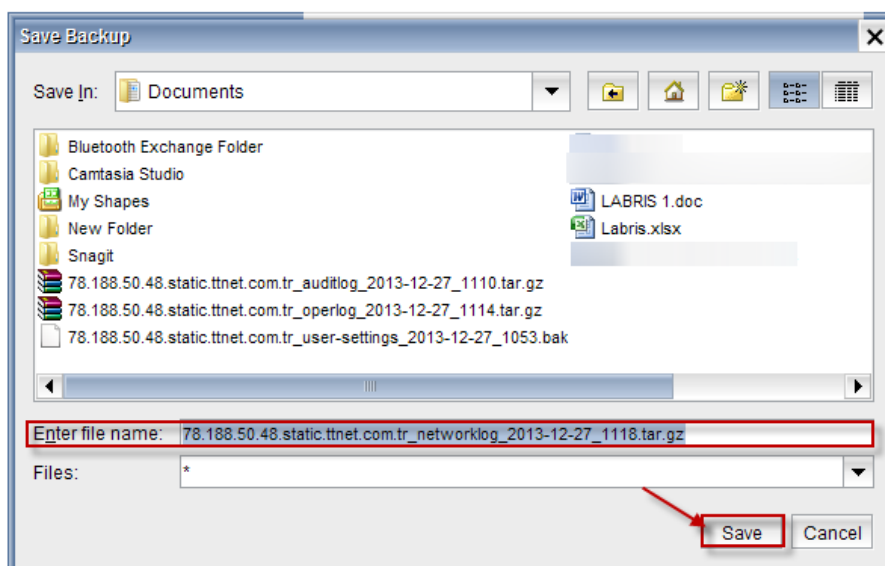 Save Backup
Save In: Documents
Bluetooth Exchange Folder
Camtasia Studio
My Shapes
New Folder
Snagit
78.188.50.48.static.ttnet.com.tr_auditlog_2013-12-27_1110.tar.gz
78.188.50.48.static.ttnet.com.tr_operlog_2013-12-27_1114.tar.gz
78.188.50.48.static.ttnet.com.tr_user-settings_2013-12-27_1053.bak
LABRIS 1.doc
Labris.xlsx
Enter file name: 78.188.50.48.static.ttnet.com.tr_networklog_2013-12-27_1118.tar.gz
Files: *
Save Cancel